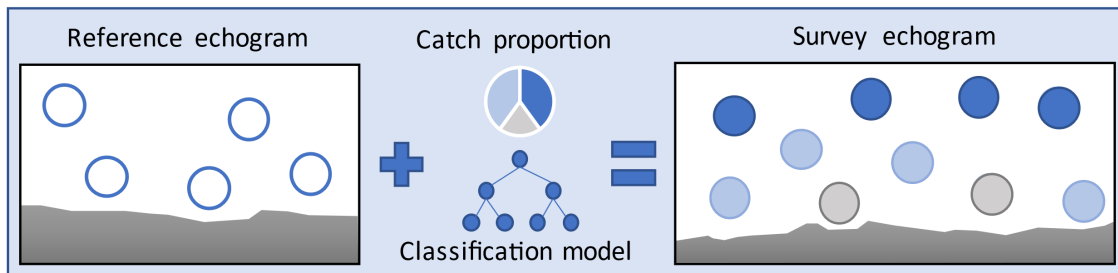 Reference echogram
Catch proportion
Survey echogram
Classification model